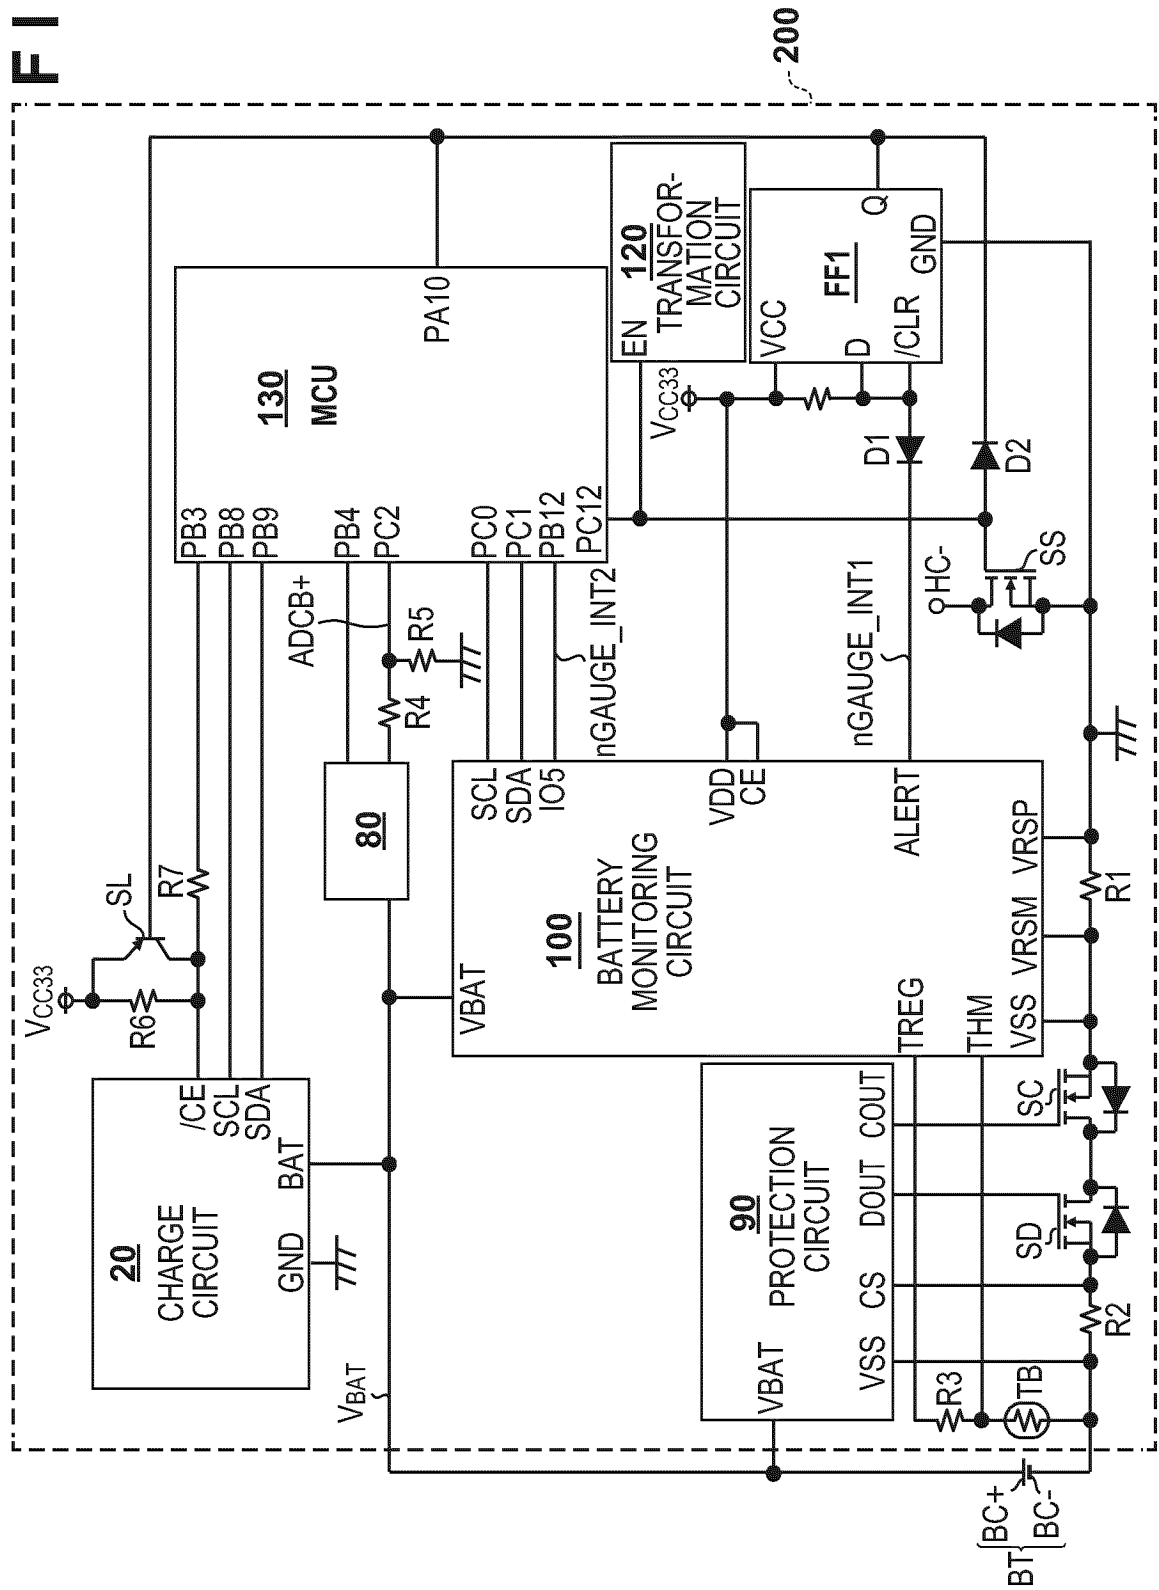 F I
200
VCC33
SL
R6
R7
20
CHARGE
CIRCUIT
/CE
SCL
SDA
BAT
GND
VBAT
130
MCU
PB3
PB8
PB9
PB4
PC2
PC0
PC1
PB12
PC12
PA10
ADCB+
R4
R5
80
nGAUGE_INT2
120
TRANSFOR-
MATION
CIRCUIT
EN
VCC33
FF1
VCC
D
/CLR
Q
GND
D1
D2
nGAUGE_INT1
HC-
SS
100
BATTERY
MONITORING
CIRCUIT
VBAT
SCL
SDA
IO5
VDD
CE
ALERT
TREG
THM
VSS
VRSM
VRSP
R1
90
PROTECTION
CIRCUIT
VBAT
VSS
CS
DOUT
COUT
SC
SD
R2
R3
TB
BC+
BC-
BT